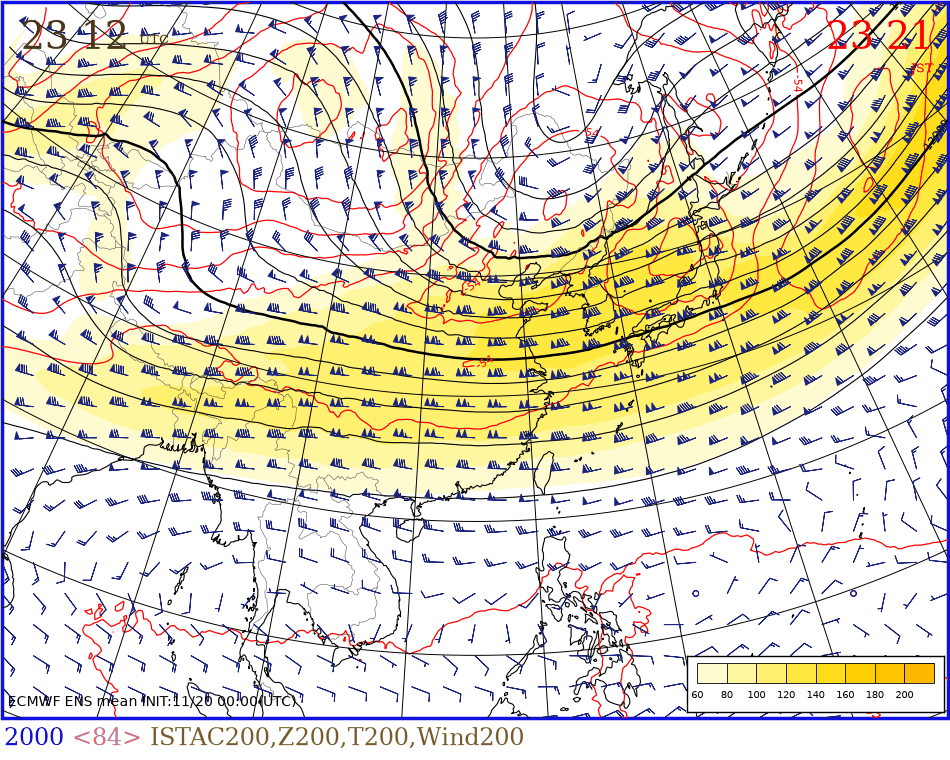 23 12 UTC
23 21 JST
-54
54
-54
-54
60 80 100 120 140 160 180 200
ECMWF ENS mean INIT:11/20 00:00(UTC)
2000 <84> ISTAC200,Z200,T200,Wind200